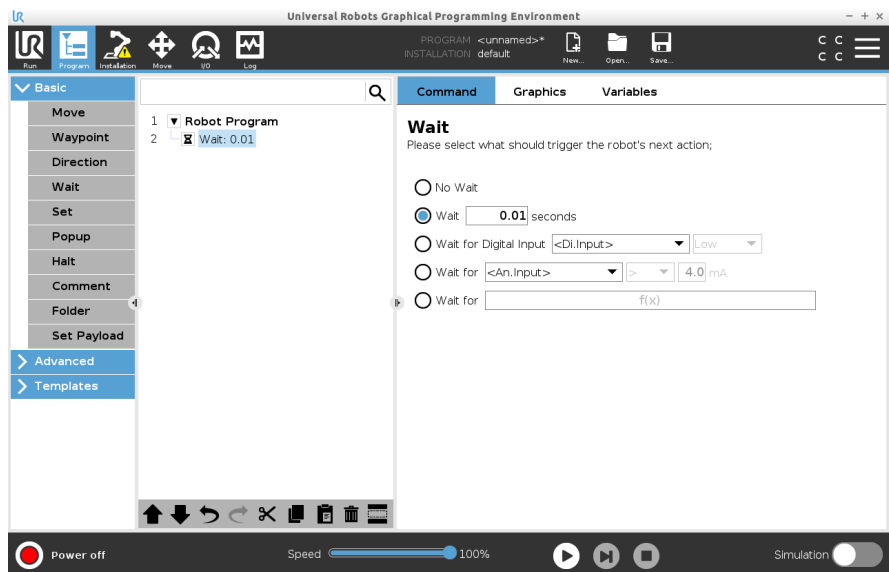 UR Universal Robots Graphical Programming Environment
UR
Run Program Installation Move I/O Log
PROGRAM <unnamed>*
INSTALLATION default
New... Open... Save...
C C
C C
Basic
Move
Waypoint
Direction
Wait
Set
Popup
Halt
Comment
Folder
Set Payload
Advanced
Templates
1 Robot Program
2 Wait: 0.01
Command Graphics Variables
Wait
Please select what should trigger the robot's next action;
No Wait
Wait 0.01 seconds
Wait for Digital Input <Di.Input> Low
Wait for <An.Input> > 4.0 mA
Wait for f(x)
Power off Speed 100% Simulation